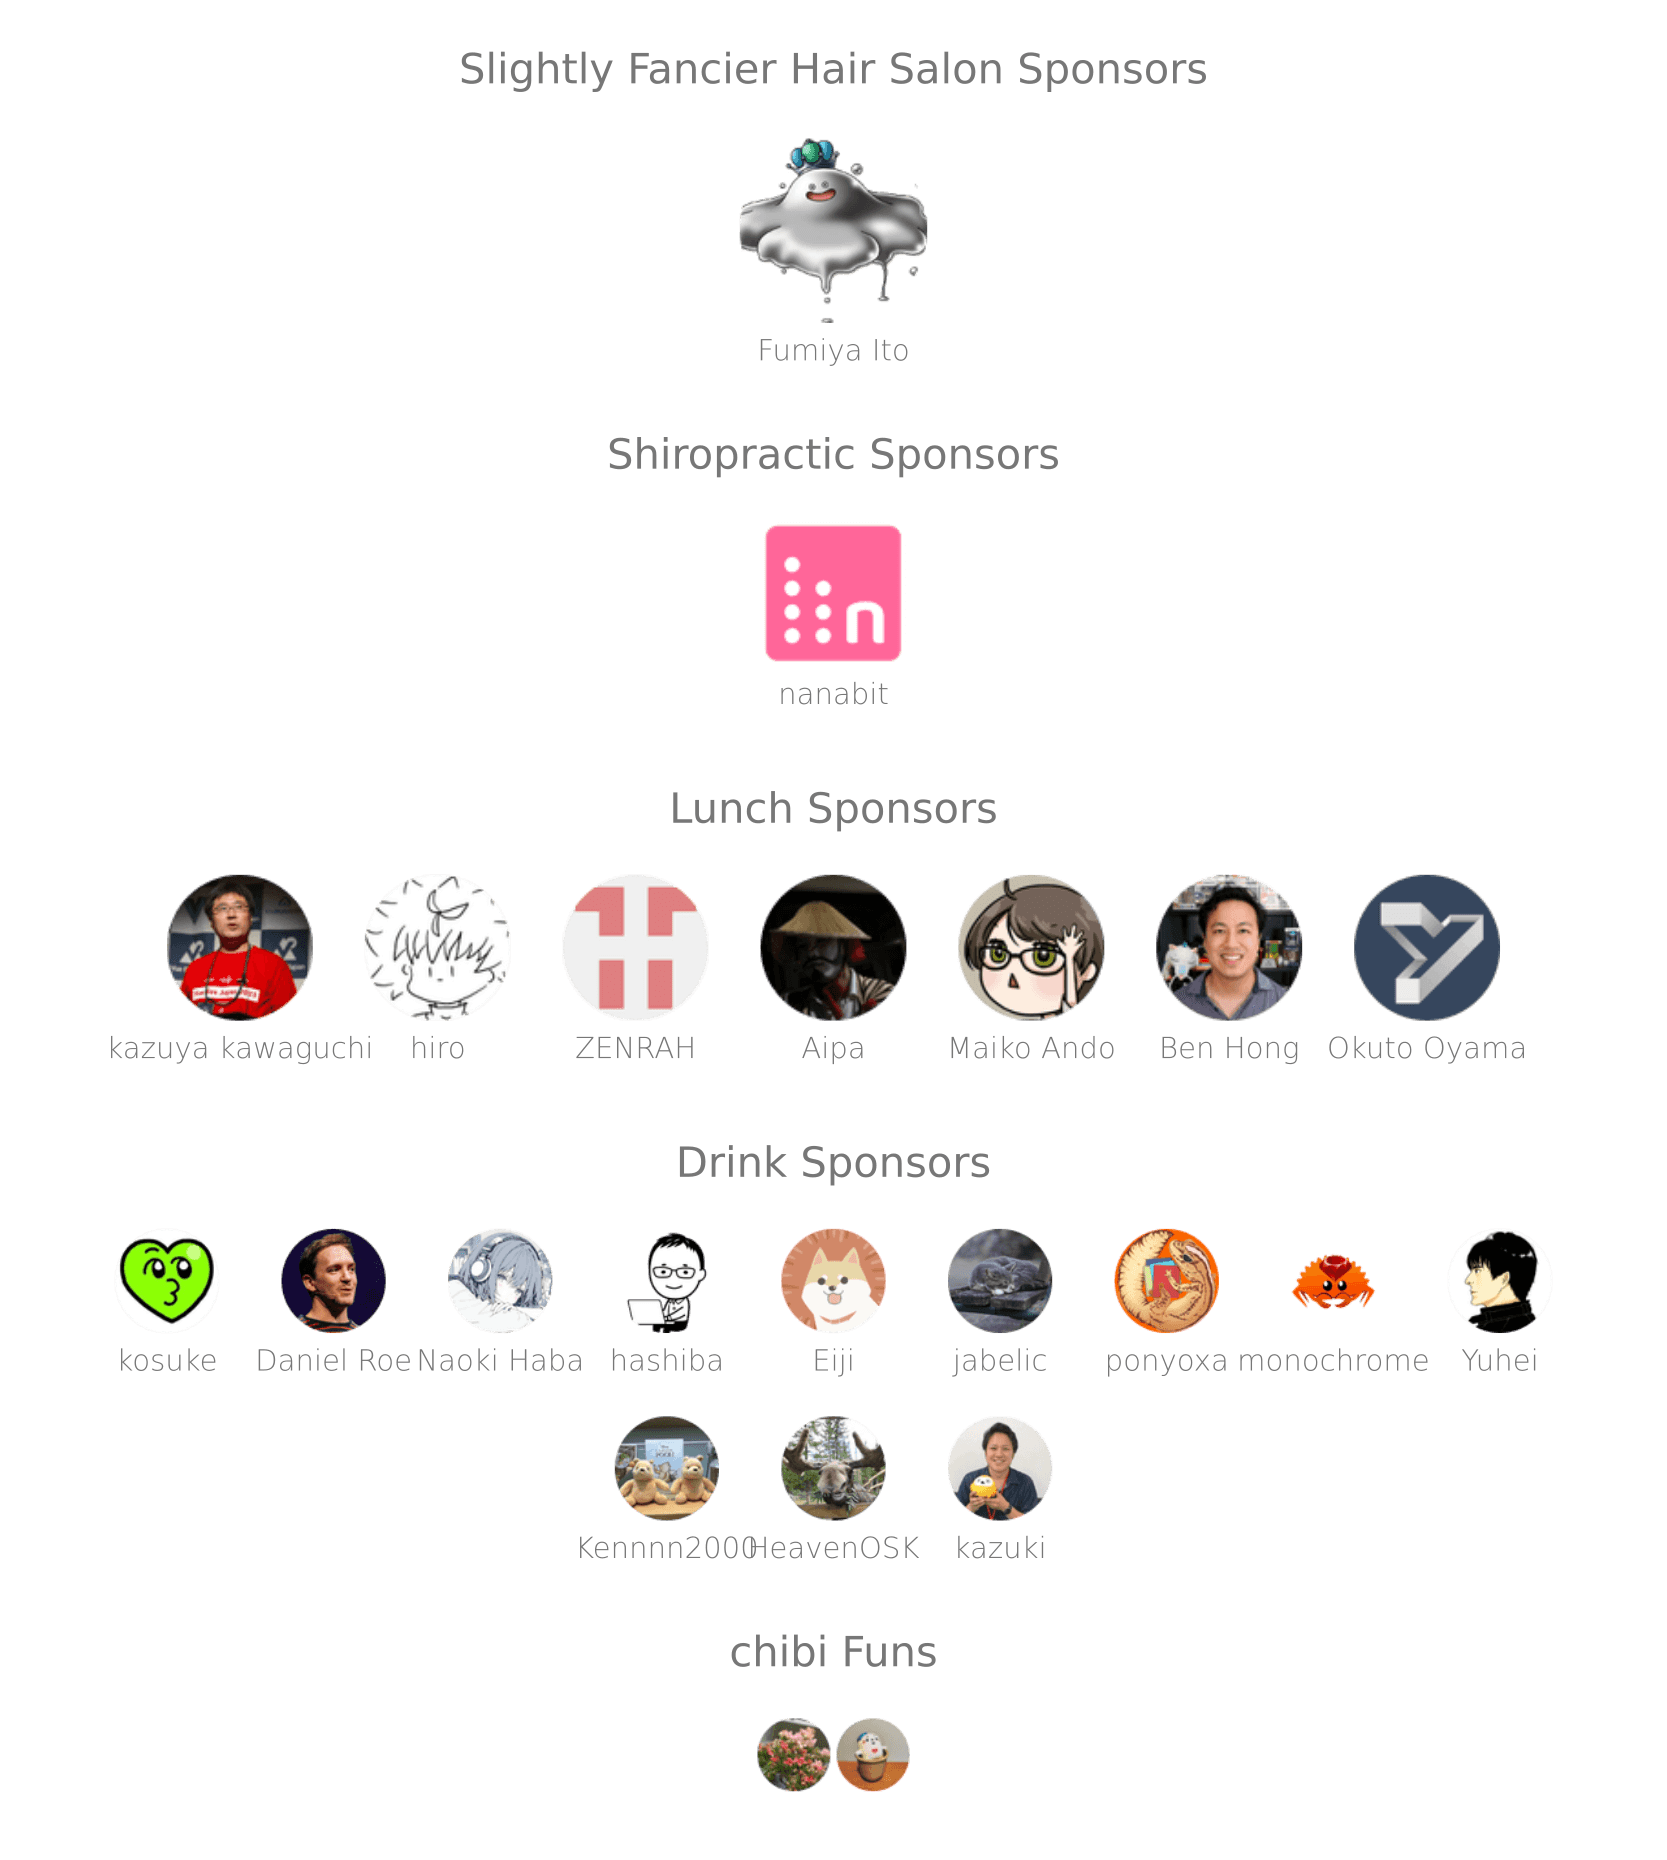 Slightly Fancier Hair Salon Sponsors
Fumiya Ito
Shiropractic Sponsors
n
nanabit
Lunch Sponsors
kazuya kawaguchi hiro ZENRAH Aipa Maiko Ando Ben Hong Okuto Oyama
Drink Sponsors
kosuke Daniel Roe Naoki Haba hashiba Eiji jabelic ponyoxa monochrome Yuhei
Kennnn2000 HeavenOSK kazuki
chibi Funs